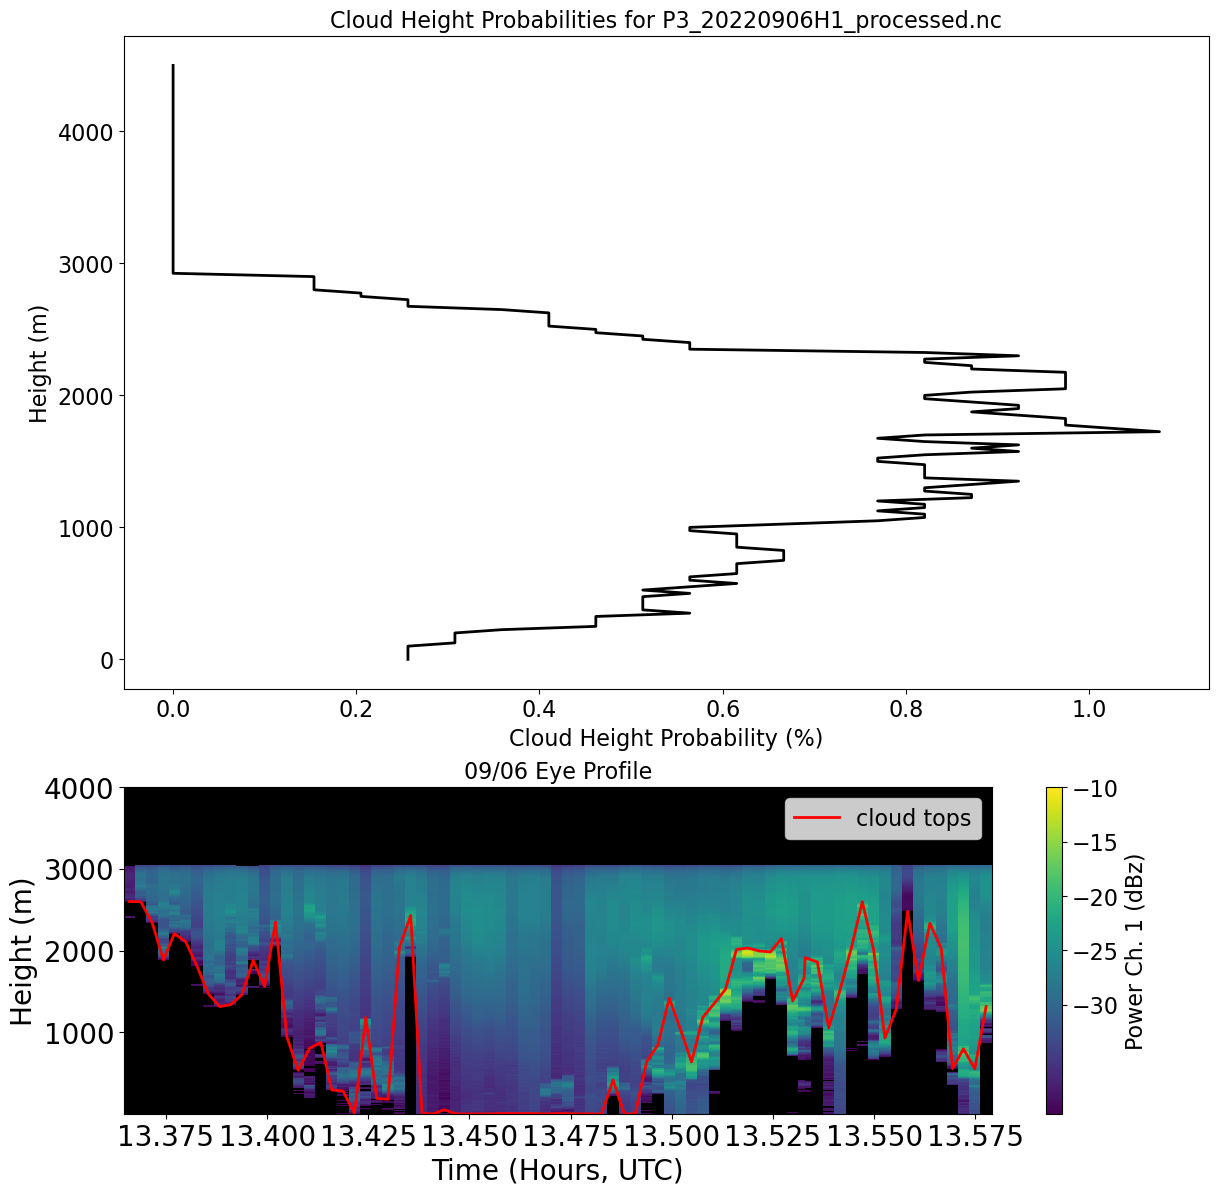 Cloud Height Probabilities for P3_20220906H1_processed.nc
4000
3000
2000
1000
0
Height (m)
0.0 0.2 0.4 0.6 0.8 1.0
Cloud Height Probability (%)
09/06 Eye Profile
4000
3000
2000
1000
Height (m)
cloud tops
13.375 13.400 13.425 13.450 13.475 13.500 13.525 13.550 13.575
Time (Hours, UTC)
−10
−15
−20
−25
−30
Power Ch. 1 (dBz)